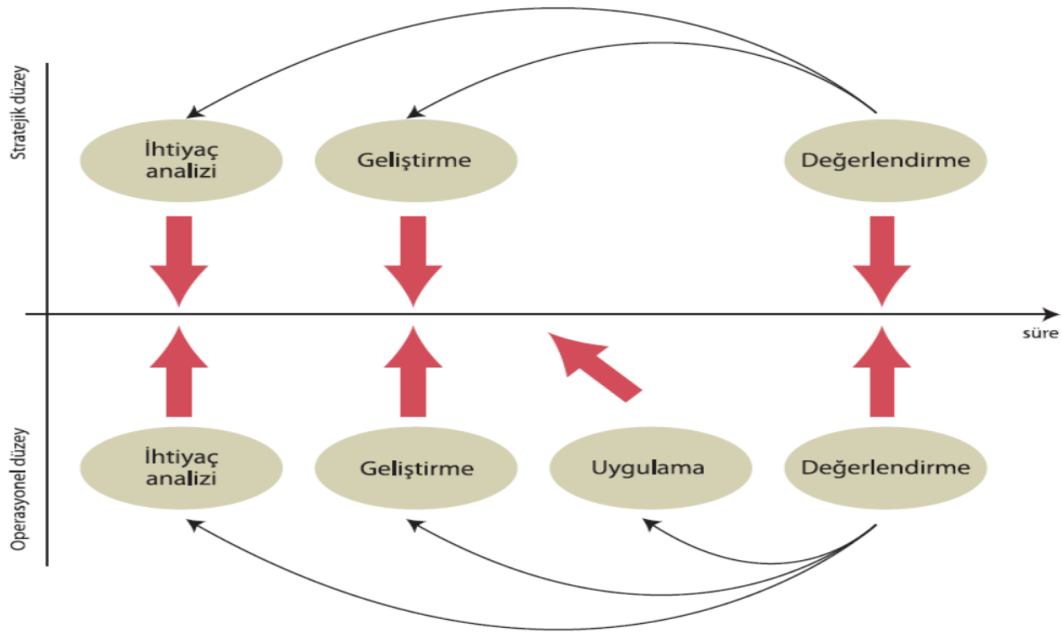 Stratejik düzey
İhtiyaç
analizi
Geliştirme
Değerlendirme
süre
Operasyonel düzey
İhtiyaç
analizi
Geliştirme
Uygulama
Değerlendirme